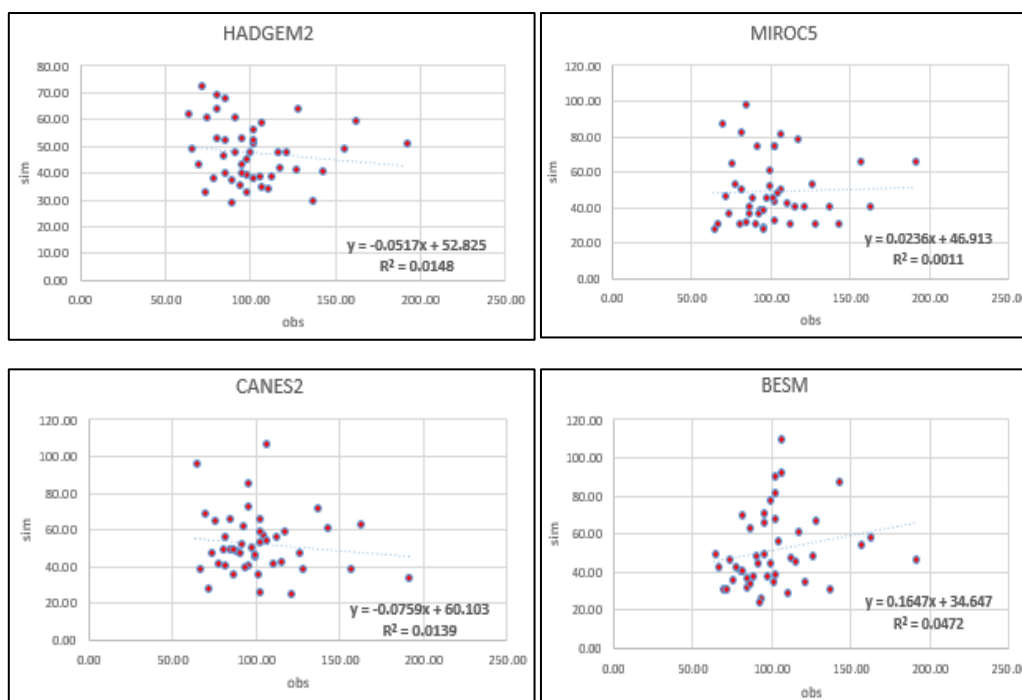 HADGEM2
80.00
70.00
60.00
50.00
40.00
30.00
20.00
10.00
0.00
sim
y = -0.0517x + 52.825
R² = 0.0148
0.00 50.00 100.00 150.00 200.00 250.00
obs
MIROC5
120.00
100.00
80.00
60.00
40.00
20.00
0.00
sim
y = 0.0236x + 46.913
R² = 0.0011
0.00 50.00 100.00 150.00 200.00 250.00
obs
CANES2
120.00
100.00
80.00
60.00
40.00
20.00
0.00
sim
y = -0.0759x + 60.103
R² = 0.0139
0.00 50.00 100.00 150.00 200.00 250.00
obs
BESM
120.00
100.00
80.00
60.00
40.00
20.00
0.00
sim
y = 0.1647x + 34.647
R² = 0.0472
0.00 50.00 100.00 150.00 200.00 250.00
obs